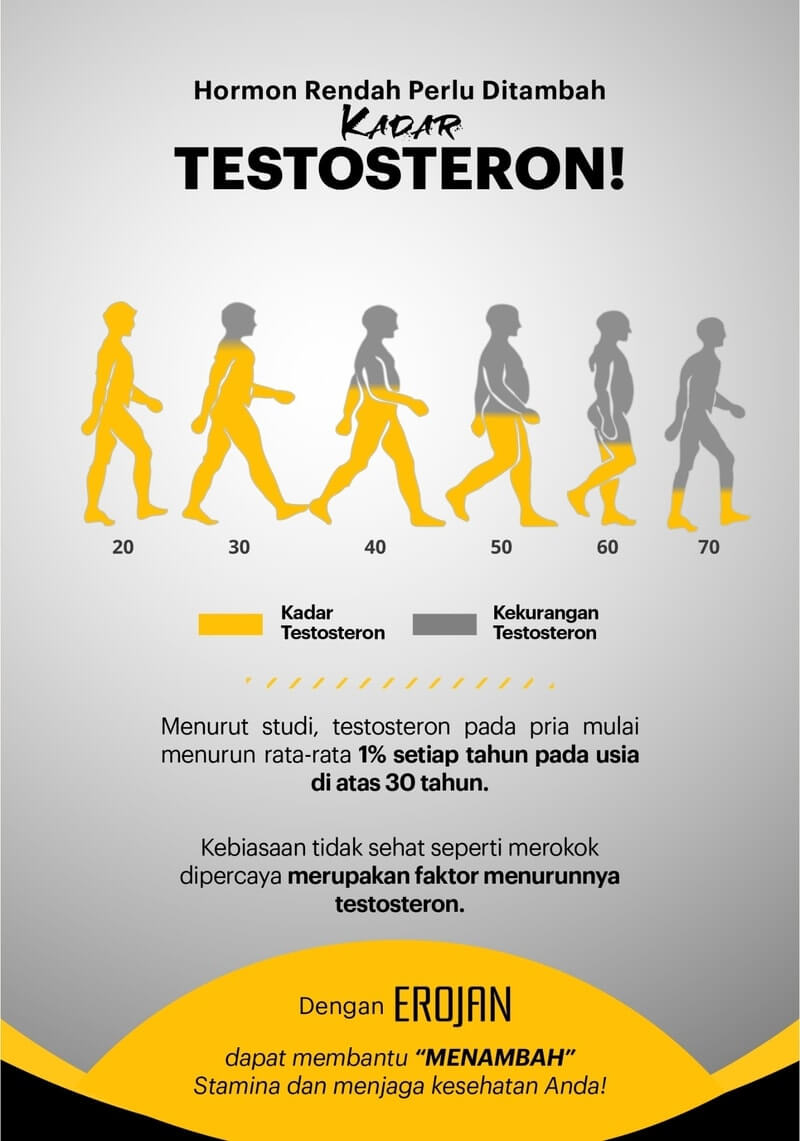 Hormon Rendah Perlu Ditambah
KADAR
TESTOSTERON!
20 30 40 50 60 70
Kadar
Testosteron
Kekurangan
Testosteron
Menurut studi, testosteron pada pria mulai
menurun rata-rata 1% setiap tahun pada usia
di atas 30 tahun.
Kebiasaan tidak sehat seperti merokok
dipercaya merupakan faktor menurunnya
testosteron.
Dengan EROJAN
dapat membantu “MENAMBAH”
Stamina dan menjaga kesehatan Anda!